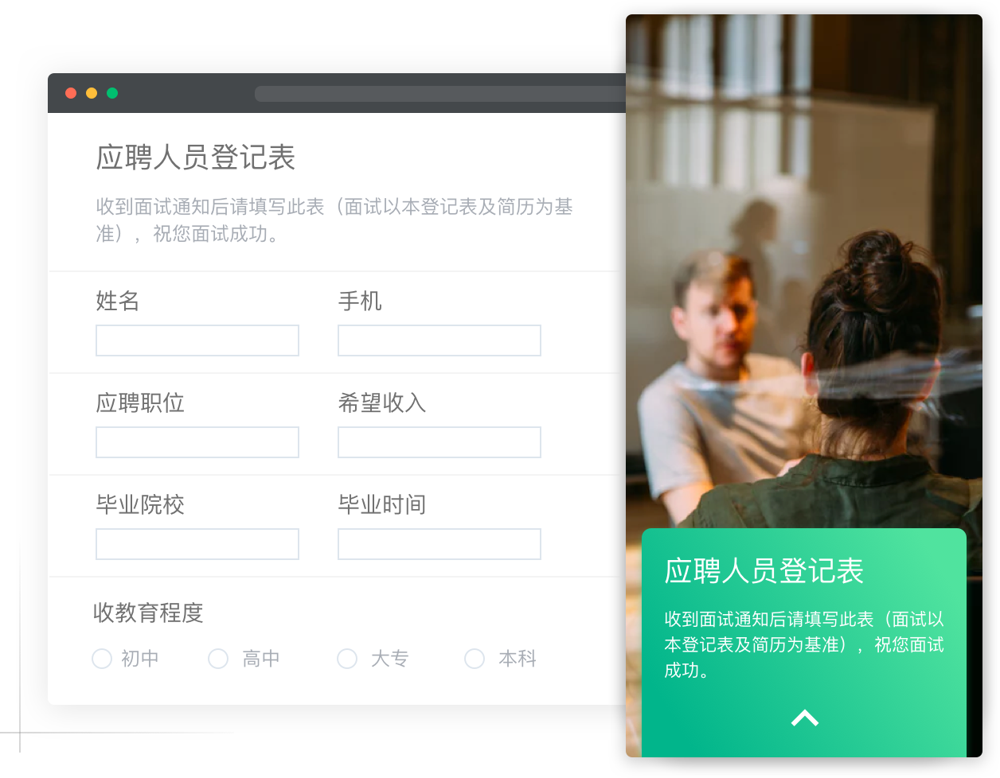 应聘人员登记表
收到面试通知后请填写此表（面试以本登记表及简历为基
准），祝您面试成功。
姓名
手机
应聘职位
希望收入
毕业院校
毕业时间
收教育程度
初中
高中
大专
本科
应聘人员登记表
收到面试通知后请填写此表（面试以
本登记表及简历为基准），祝您面试
成功。